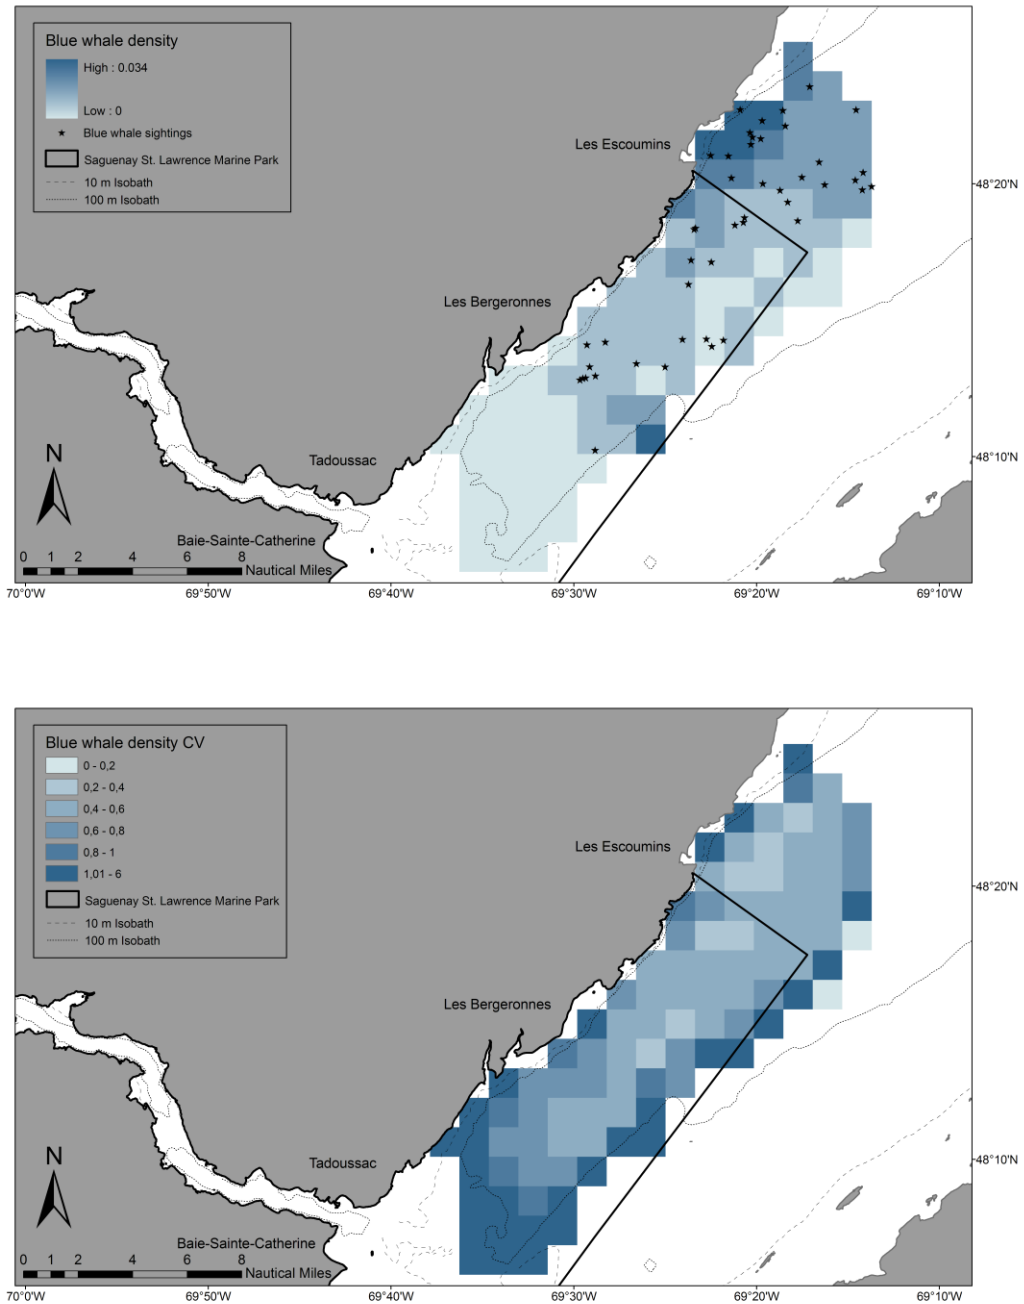 Blue whale density
High : 0.034
Low : 0
Blue whale sightings
Saguenay St. Lawrence Marine Park
10 m Isobath
100 m Isobath
Les Escoumins
48°20'N
Les Bergeronnes
Tadoussac
48°10'N
N
Baie-Sainte-Catherine
0 1 2 4 6 8
Nautical Miles
70°0'W 69°50'W 69°40'W 69°30'W 69°20'W 69°10'W
Blue whale density CV
0 - 0,2
0,2 - 0,4
0,4 - 0,6
0,6 - 0,8
0,8 - 1
1,01 - 6
Saguenay St. Lawrence Marine Park
10 m Isobath
100 m Isobath
Les Escoumins
48°20'N
Les Bergeronnes
Tadoussac
48°10'N
N
Baie-Sainte-Catherine
0 1 2 4 6 8
Nautical Miles
70°0'W 69°50'W 69°40'W 69°30'W 69°20'W 69°10'W